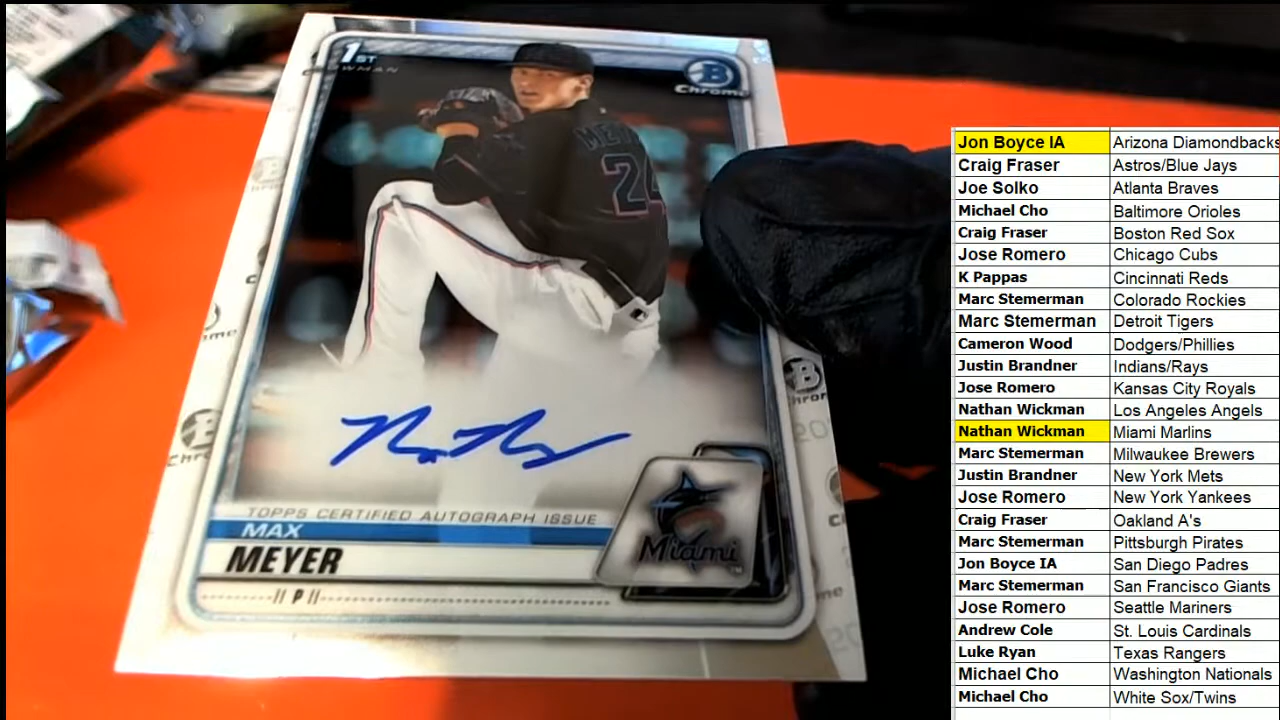 1ST
BOWMAN
B
Chrome
MEY
24
TOPPS CERTIFIED AUTOGRAPH ISSUE
MAX
MEYER
P
Miami
Jon Boyce IA Arizona Diamondbacks
Craig Fraser Astros/Blue Jays
Joe Solko Atlanta Braves
Michael Cho Baltimore Orioles
Craig Fraser Boston Red Sox
Jose Romero Chicago Cubs
K Pappas Cincinnati Reds
Marc Stemerman Colorado Rockies
Marc Stemerman Detroit Tigers
Cameron Wood Dodgers/Phillies
Justin Brandner Indians/Rays
Jose Romero Kansas City Royals
Nathan Wickman Los Angeles Angels
Nathan Wickman Miami Marlins
Marc Stemerman Milwaukee Brewers
Justin Brandner New York Mets
Jose Romero New York Yankees
Craig Fraser Oakland A's
Marc Stemerman Pittsburgh Pirates
Jon Boyce IA San Diego Padres
Marc Stemerman San Francisco Giants
Jose Romero Seattle Mariners
Andrew Cole St. Louis Cardinals
Luke Ryan Texas Rangers
Michael Cho Washington Nationals
Michael Cho White Sox/Twins